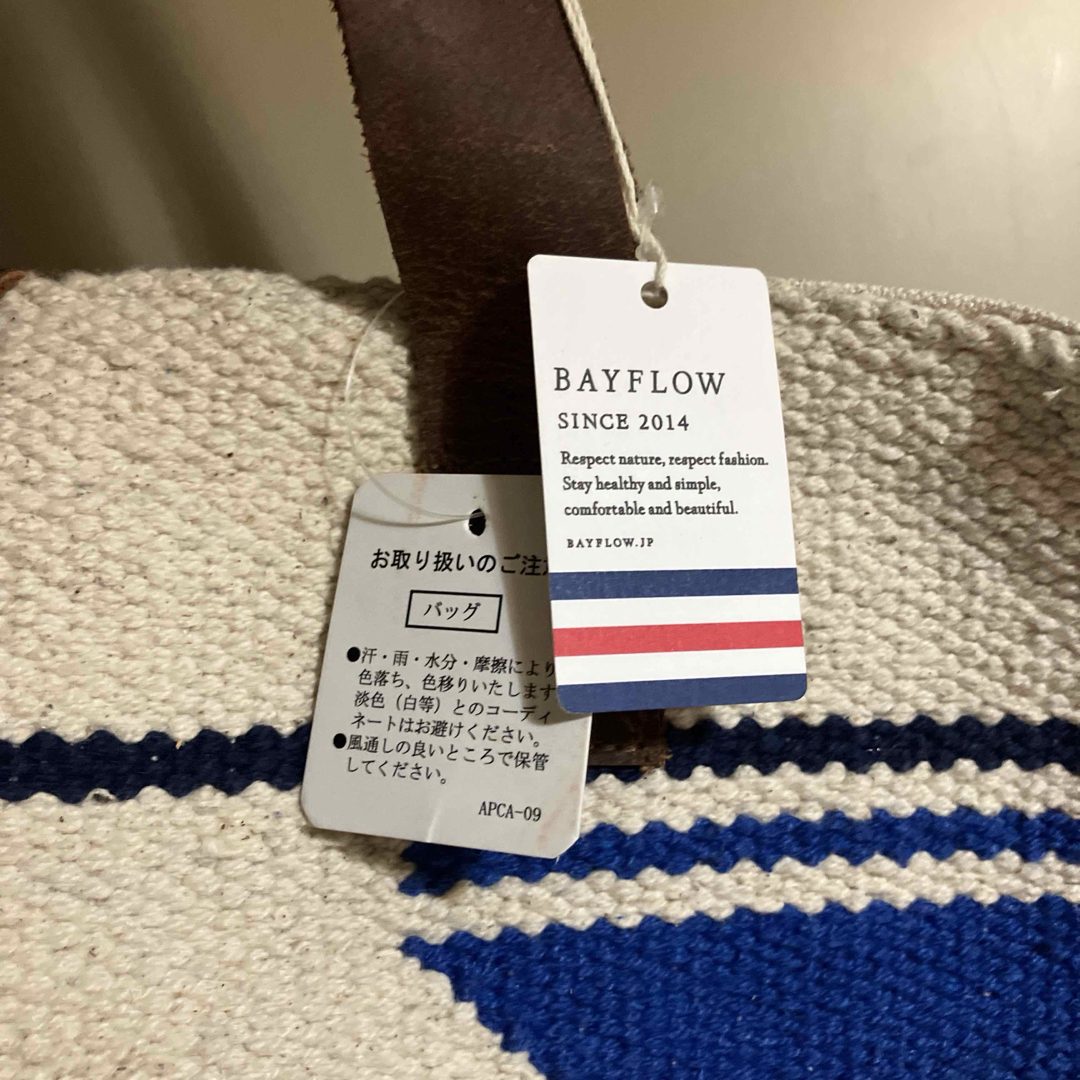 BAYFLOW
SINCE 2014
Respect nature, respect fashion.
Stay healthy and simple,
comfortable and beautiful.
BAYFLOW.JP
お取り扱いのご注
バッグ
●汗・雨・水分・摩擦により
色落ち、色移りいたします
淡色（白等）とのコーディ
ネートはお避けください。
●風通しの良いところで保管
してください。
APCA-09